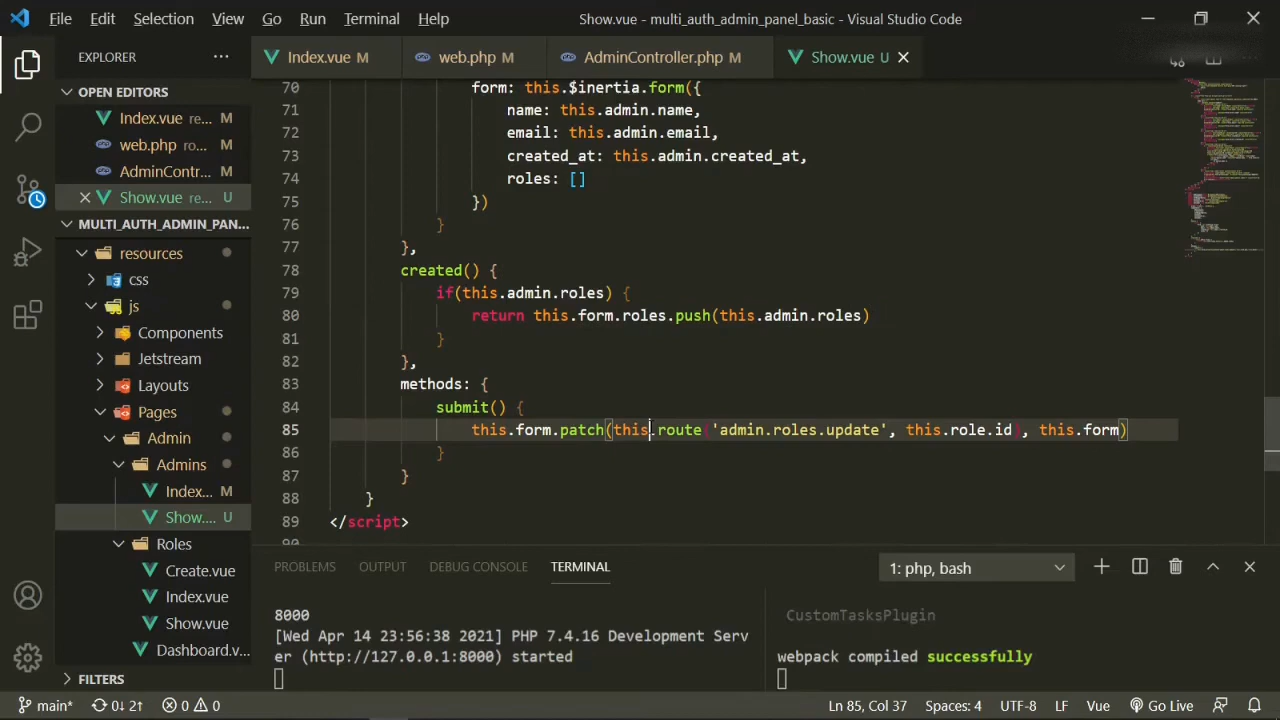 File Edit Selection View Go Run Terminal Help Show.vue - multi_auth_admin_panel_basic - Visual Studio Code
EXPLORER ...
Index.vue M web.php M AdminController.php M Show.vue U
OPEN EDITORS
Index.vue re... M
web.php ro... M
AdminContr... M
Show.vue re... U
MULTI_AUTH_ADMIN_PAN...
resources
css
js
Components
Jetstream
Layouts
Pages
Admin
Admins
Index... M
Show.... U
Roles
Create.vue
Index.vue
Show.vue
Dashboard.v...
FILTERS
70 form: this.$inertia.form({
71 name: this.admin.name,
72 email: this.admin.email,
73 created_at: this.admin.created_at,
74 roles: []
75 })
76 }
77 },
78 created() {
79 if(this.admin.roles) {
80 return this.form.roles.push(this.admin.roles)
81 }
82 },
83 methods: {
84 submit() {
85 this.form.patch(this.route('admin.roles.update', this.role.id), this.form)
86 }
87 }
88 }
89 </script>
90
PROBLEMS OUTPUT DEBUG CONSOLE TERMINAL 1: php, bash
8000
[Wed Apr 14 23:56:38 2021] PHP 7.4.16 Development Serv
er (http://127.0.0.1:8000) started
CustomTasksPlugin
webpack compiled successfully
main* 0↓ 2↑ 0 0 Ln 85, Col 37 Spaces: 4 UTF-8 LF Vue Go Live